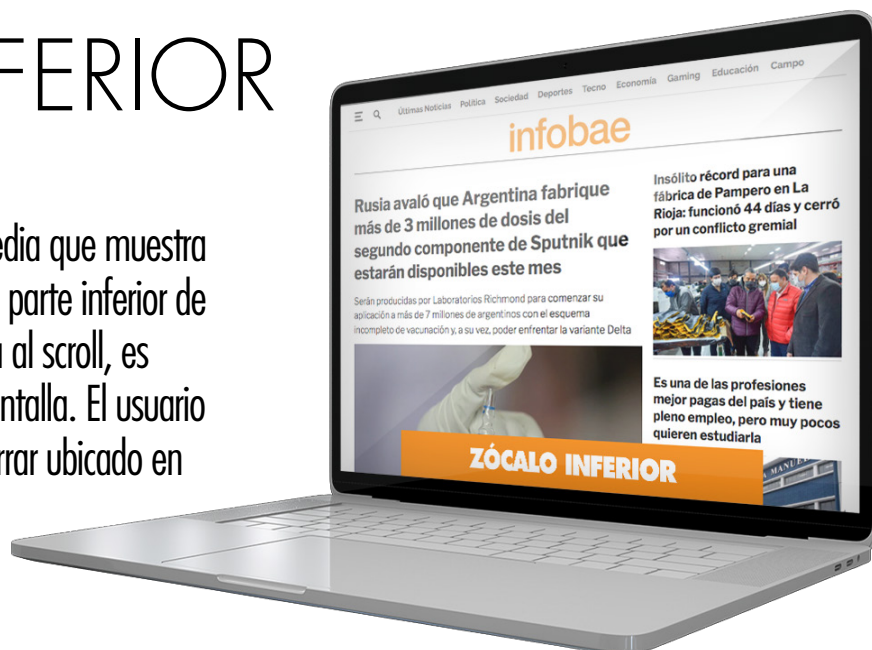 FERIOR
edia que muestra
parte inferior de
al scroll, es
ntalla. El usuario
rrar ubicado en
Últimas Noticias Política Sociedad Deportes Tecno Economía Gaming Educación Campo
infobae
Rusia avaló que Argentina fabrique
más de 3 millones de dosis del
segundo componente de Sputnik que
estarán disponibles este mes
Serán producidas por Laboratorios Richmond para comenzar su
aplicación a más de 7 millones de argentinos con el esquema
incompleto de vacunación y, a su vez, poder enfrentar la variante Delta
Insólito récord para una
fábrica de Pampero en La
Rioja: funcionó 44 días y cerró
por un conflicto gremial
Es una de las profesiones
mejor pagas del país y tiene
pleno empleo, pero muy pocos
quieren estudiarla
ZÓCALO INFERIOR
MANUEL